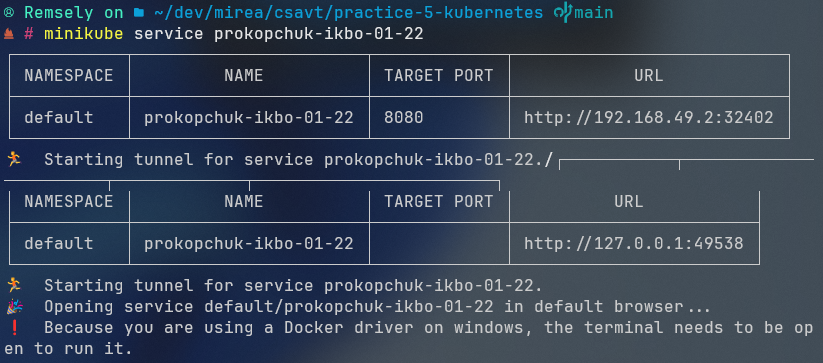 Remsely on ~/dev/mirea/csavt/practice-5-kubernetes main
# minikube service prokopchuk-ikbo-01-22
NAMESPACE NAME TARGET PORT URL
default prokopchuk-ikbo-01-22 8080 http://192.168.49.2:32402
🏃 Starting tunnel for service prokopchuk-ikbo-01-22./
NAMESPACE NAME TARGET PORT URL
default prokopchuk-ikbo-01-22 http://127.0.0.1:49538
🏃 Starting tunnel for service prokopchuk-ikbo-01-22.
🎉 Opening service default/prokopchuk-ikbo-01-22 in default browser...
❗ Because you are using a Docker driver on windows, the terminal needs to be op
en to run it.